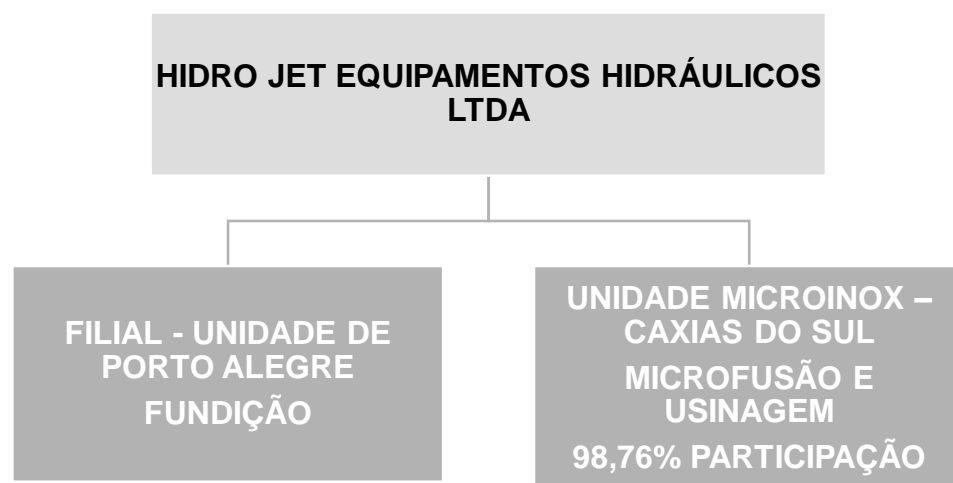 HIDRO JET EQUIPAMENTOS HIDRÁULICOS
LTDA
FILIAL - UNIDADE DE
PORTO ALEGRE
FUNDIÇÃO
UNIDADE MICROINOX –
CAXIAS DO SUL
MICROFUSÃO E
USINAGEM
98,76% PARTICIPAÇÃO